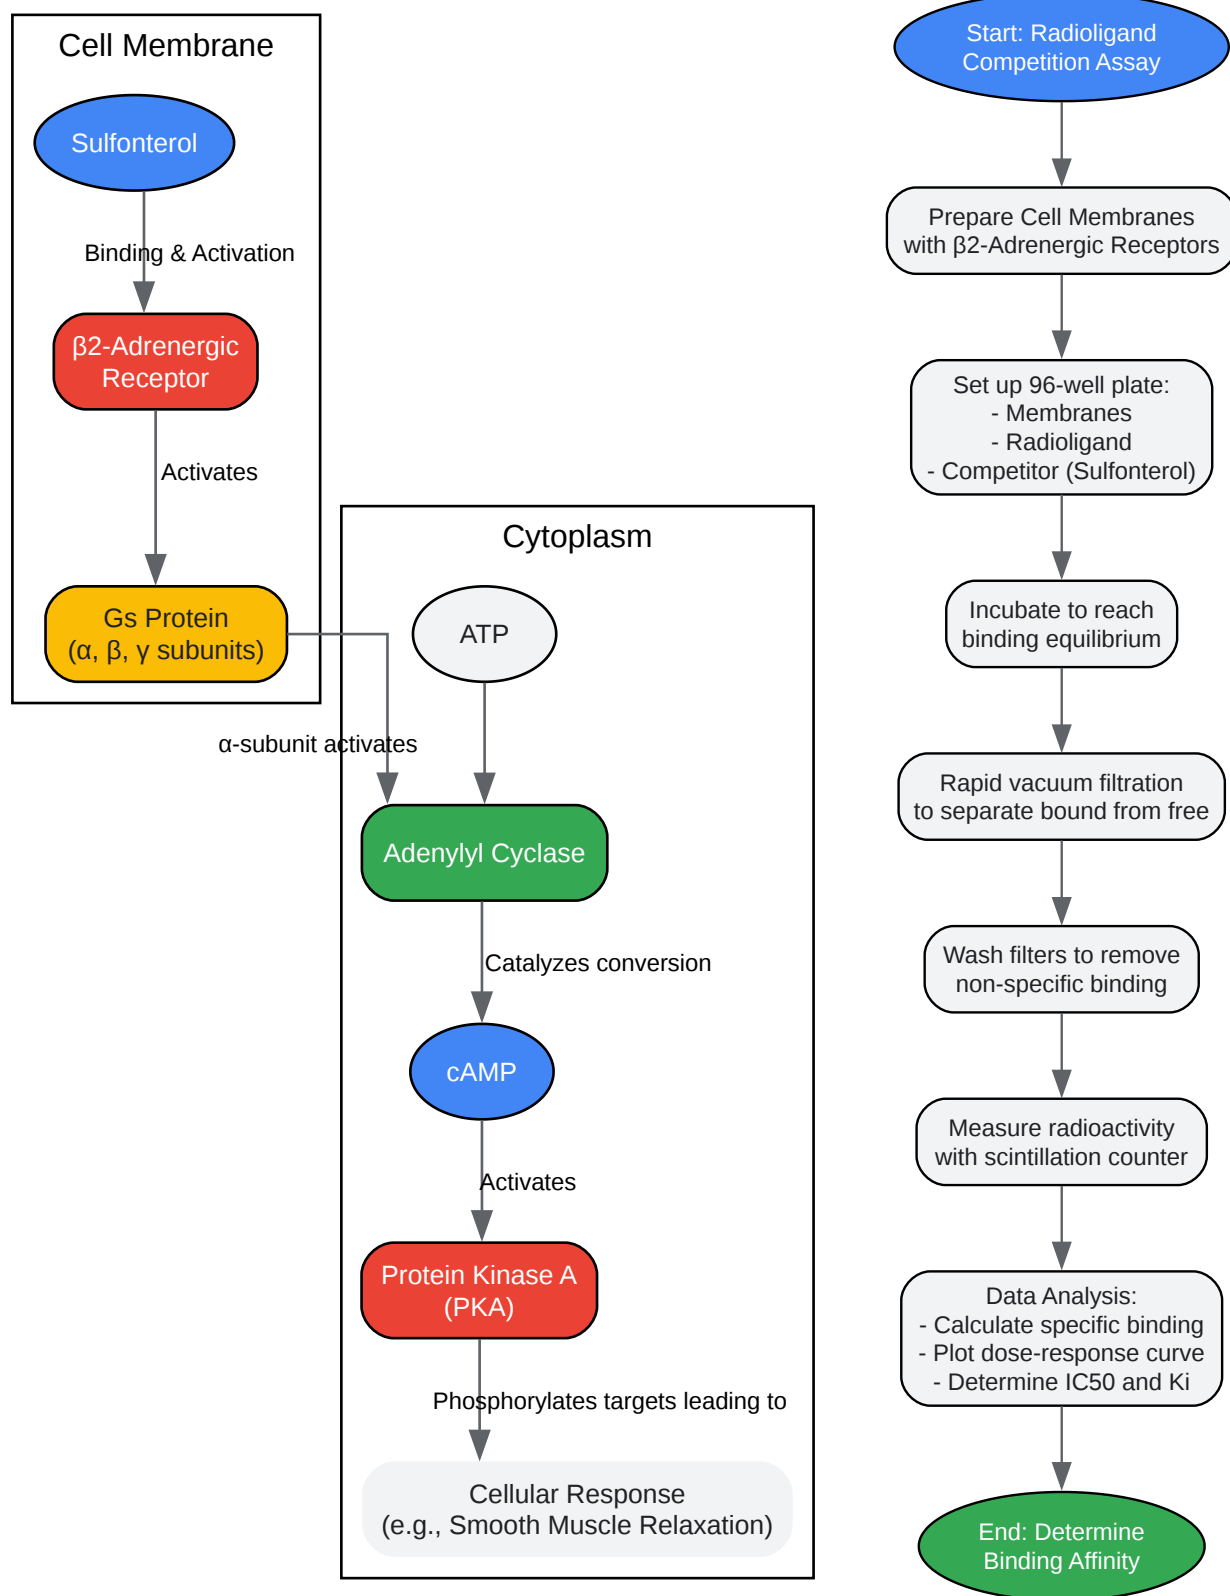 Cell Membrane
Sulfonterol
Binding & Activation
β2-Adrenergic
Receptor
Activates
Gs Protein
(α, β, γ subunits)
α-subunit activates
Cytoplasm
ATP
Adenylyl Cyclase
Catalyzes conversion
cAMP
Activates
Protein Kinase A
(PKA)
Phosphorylates targets leading to
Cellular Response
(e.g., Smooth Muscle Relaxation)
Start: Radioligand
Competition Assay
Prepare Cell Membranes
with β2-Adrenergic Receptors
Set up 96-well plate:
- Membranes
- Radioligand
- Competitor (Sulfonterol)
Incubate to reach
binding equilibrium
Rapid vacuum filtration
to separate bound from free
Wash filters to remove
non-specific binding
Measure radioactivity
with scintillation counter
Data Analysis:
- Calculate specific binding
- Plot dose-response curve
- Determine IC50 and Ki
End: Determine
Binding Affinity